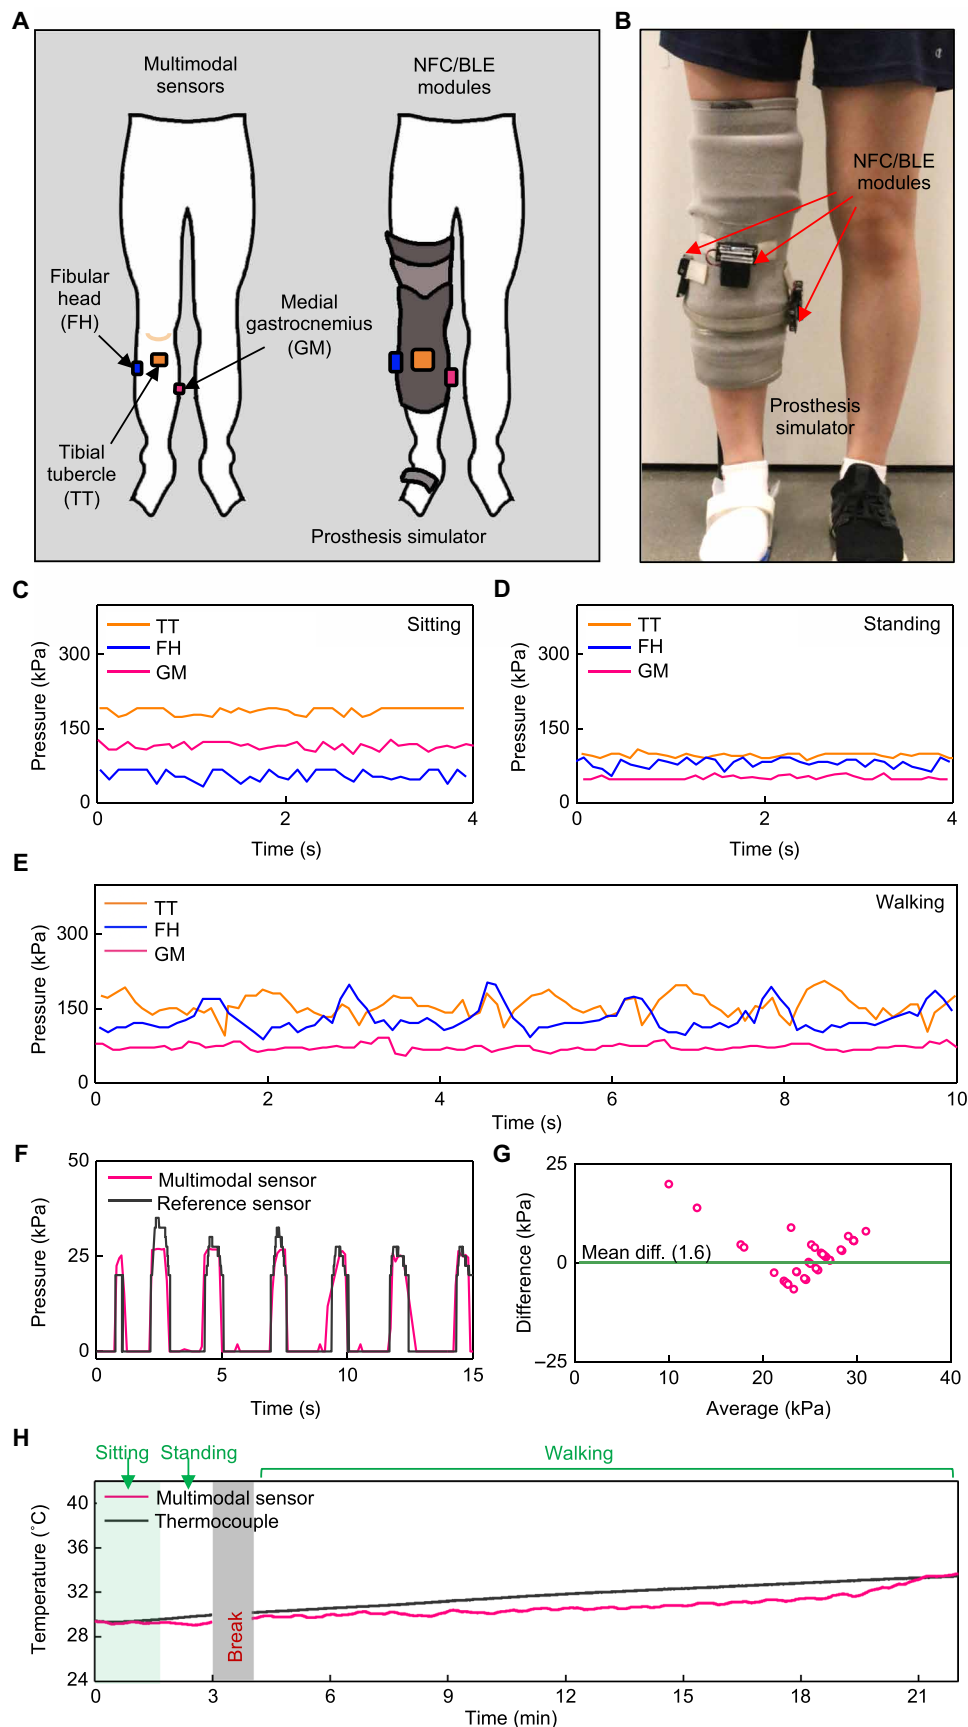 A
Multimodal
sensors
NFC/BLE
modules
Fibular
head
(FH)
Medial
gastrocnemius
(GM)
Tibial
tubercle
(TT)
Prosthesis simulator
B
NFC/BLE
modules
Prosthesis
simulator
C
TT
FH
GM
Sitting
Pressure (kPa)
300
150
0
0 2 4
Time (s)
D
TT
FH
GM
Standing
Pressure (kPa)
300
150
0
0 2 4
Time (s)
E
TT
FH
GM
Walking
Pressure (kPa)
300
150
0
0 2 4 6 8 10
Time (s)
F
Multimodal sensor
Reference sensor
Pressure (kPa)
50
25
0
0 5 10 15
Time (s)
G
Difference (kPa)
25
0
−25
Mean diff. (1.6)
0 10 20 30 40
Average (kPa)
H
Sitting Standing Walking
Multimodal sensor
Thermocouple
Break
Temperature (˚C)
40
36
32
28
24
0 3 6 9 12 15 18 21
Time (min)